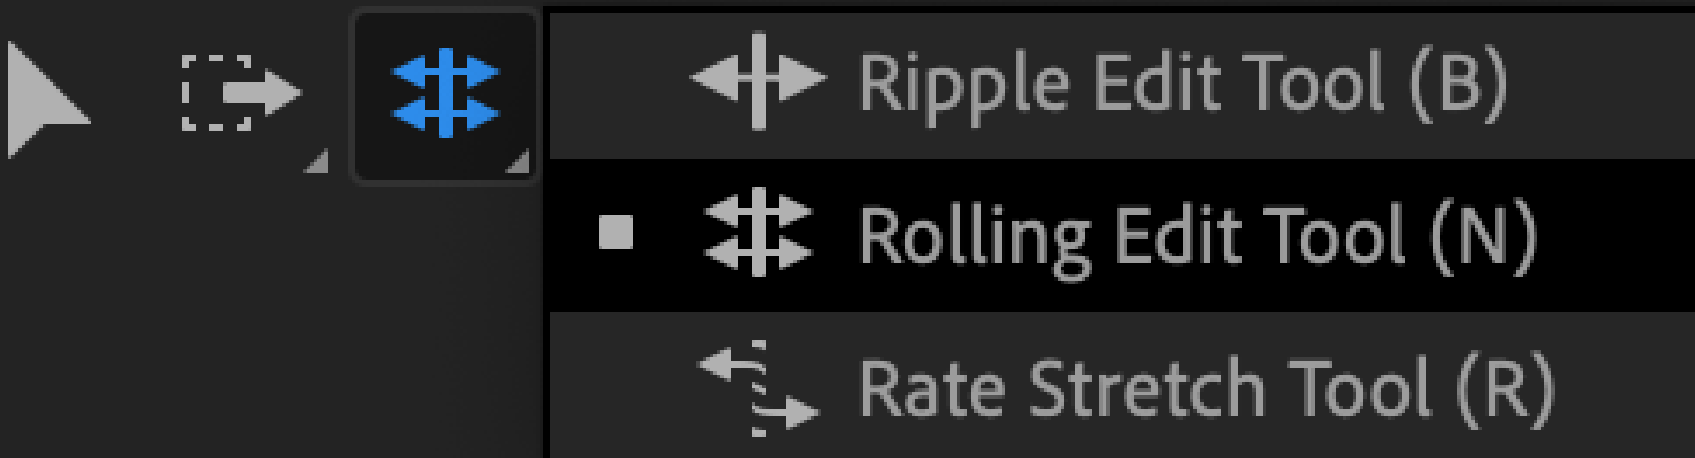 Ripple Edit Tool (B)
Rolling Edit Tool (N)
Rate Stretch Tool (R)